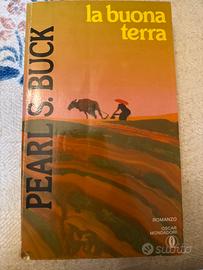 la buona
terra
PEARL S. BUCK
ROMANZO
OSCAR
MONDADORI
subito